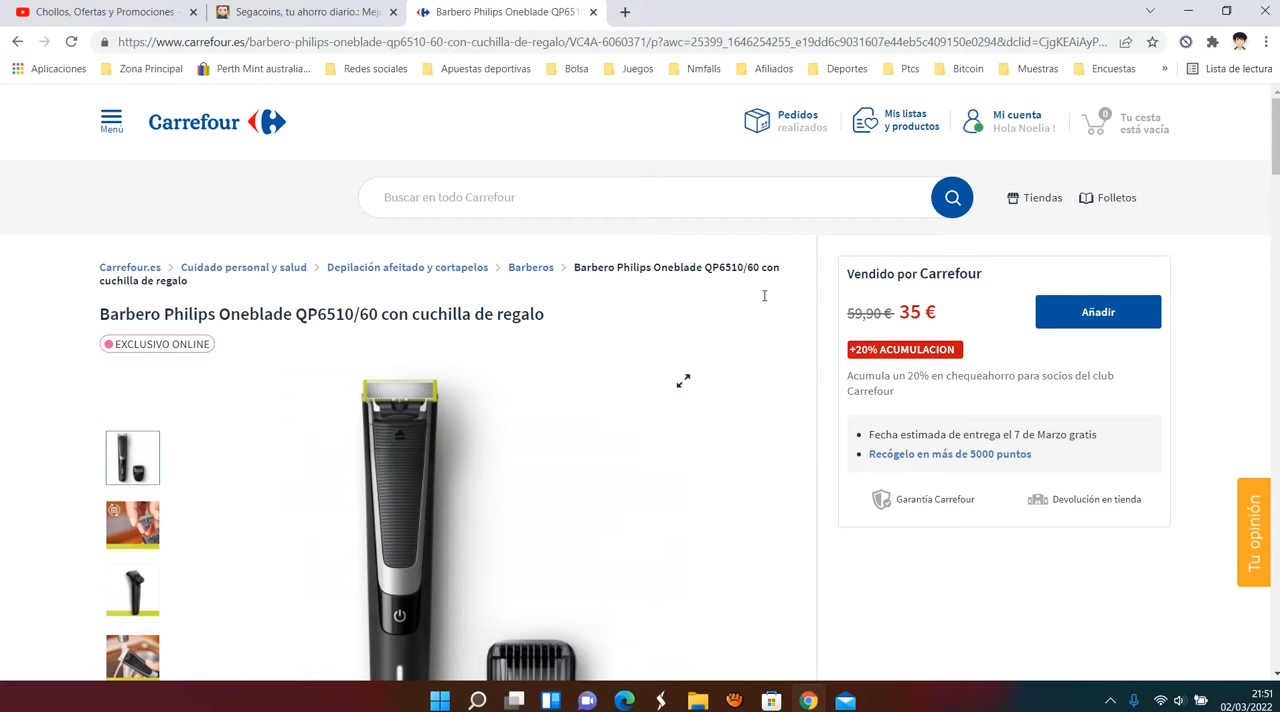 Chollos, Ofertas y Promociones -
Segacoins, tu ahorro diario.: Mej
Barbero Philips Oneblade QP651
https://www.carrefour.es/barbero-philips-oneblade-qp6510-60-con-cuchilla-de-regalo/VC4A-6060371/p?awc=25399_1646254255_e19dd6c9031607e44eb5c409150e0294&dclid=CjgKEAiAyP...
Aplicaciones
Zona Principal
Perth Mint australia...
Redes sociales
Apuestas deportivas
Bolsa
Juegos
Nmfalls
Afiliados
Deportes
Ptcs
Bitcoin
Muestras
Encuestas
»
Lista de lectura
Menú
Carrefour
Pedidos
realizados
Mis listas
y productos
Mi cuenta
Hola Noelia !
0
Tu cesta
está vacía
Buscar en todo Carrefour
Tiendas
Folletos
Carrefour.es > Cuidado personal y salud > Depilación afeitado y cortapelos > Barberos > Barbero Philips Oneblade QP6510/60 con
cuchilla de regalo
Barbero Philips Oneblade QP6510/60 con cuchilla de regalo
EXCLUSIVO ONLINE
Vendido por Carrefour
59,90 € 35 €
Añadir
+20% ACUMULACION
Acumula un 20% en chequeahorro para socios del club
Carrefour
• Fecha estimada de entrega el 7 de Marzo gratis
• Recógelo en más de 5000 puntos
Garantía Carrefour
Devolución en tienda
Tu opinión
21:51
02/03/2022